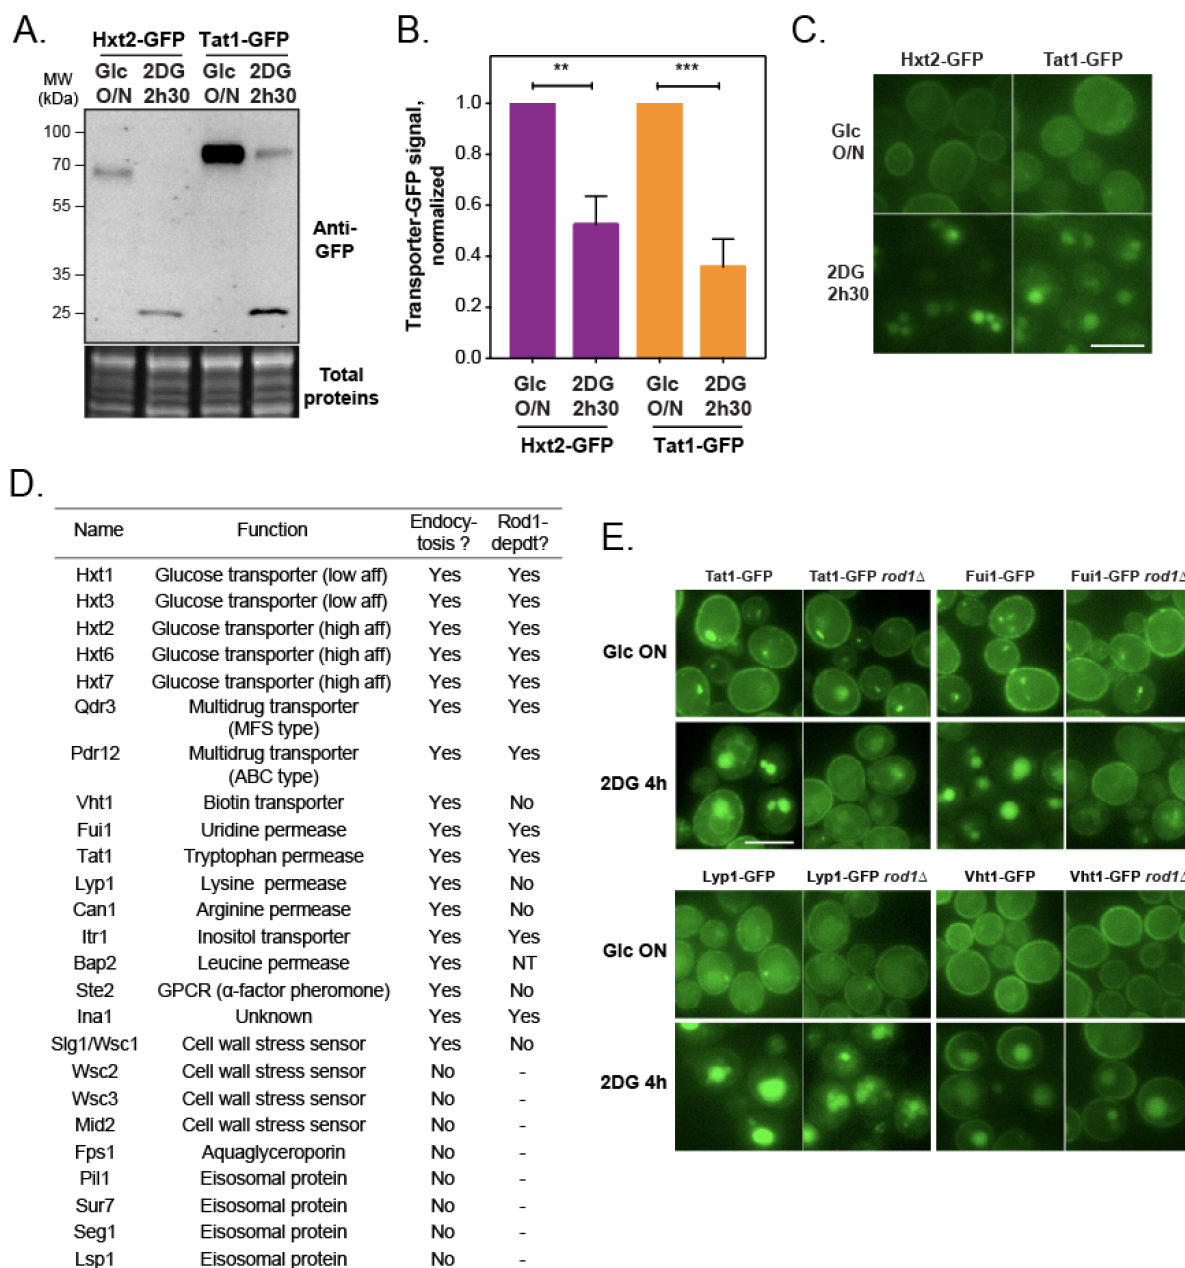 A.
Hxt2-GFP Tat1-GFP
Glc 2DG Glc 2DG
O/N 2h30 O/N 2h30
MW
(kDa)
100
70
55
35
25
Anti-
GFP
Total
proteins
B.
Transporter-GFP signal,
normalized
1.0
0.8
0.6
0.4
0.2
0.0
** ***
Glc 2DG Glc 2DG
O/N 2h30 O/N 2h30
Hxt2-GFP Tat1-GFP
C.
Hxt2-GFP Tat1-GFP
Glc
O/N
2DG
2h30
D.
Name Function Endocy-tosis ? Rod1-depdt?
Hxt1 Glucose transporter (low aff) Yes Yes
Hxt3 Glucose transporter (low aff) Yes Yes
Hxt2 Glucose transporter (high aff) Yes Yes
Hxt6 Glucose transporter (high aff) Yes Yes
Hxt7 Glucose transporter (high aff) Yes Yes
Qdr3 Multidrug transporter Yes Yes
(MFS type)
Pdr12 Multidrug transporter Yes Yes
(ABC type)
Vht1 Biotin transporter Yes No
Fui1 Uridine permease Yes Yes
Tat1 Tryptophan permease Yes Yes
Lyp1 Lysine permease Yes No
Can1 Arginine permease Yes No
Itr1 Inositol transporter Yes Yes
Bap2 Leucine permease Yes NT
Ste2 GPCR (α-factor pheromone) Yes No
Ina1 Unknown Yes Yes
Slg1/Wsc1 Cell wall stress sensor Yes No
Wsc2 Cell wall stress sensor No -
Wsc3 Cell wall stress sensor No -
Mid2 Cell wall stress sensor No -
Fps1 Aquaglyceroporin No -
Pil1 Eisosomal protein No -
Sur7 Eisosomal protein No -
Seg1 Eisosomal protein No -
Lsp1 Eisosomal protein No -
E.
Tat1-GFP Tat1-GFP rod1Δ Fui1-GFP Fui1-GFP rod1Δ
Glc ON
2DG 4h
Lyp1-GFP Lyp1-GFP rod1Δ Vht1-GFP Vht1-GFP rod1Δ
Glc ON
2DG 4h